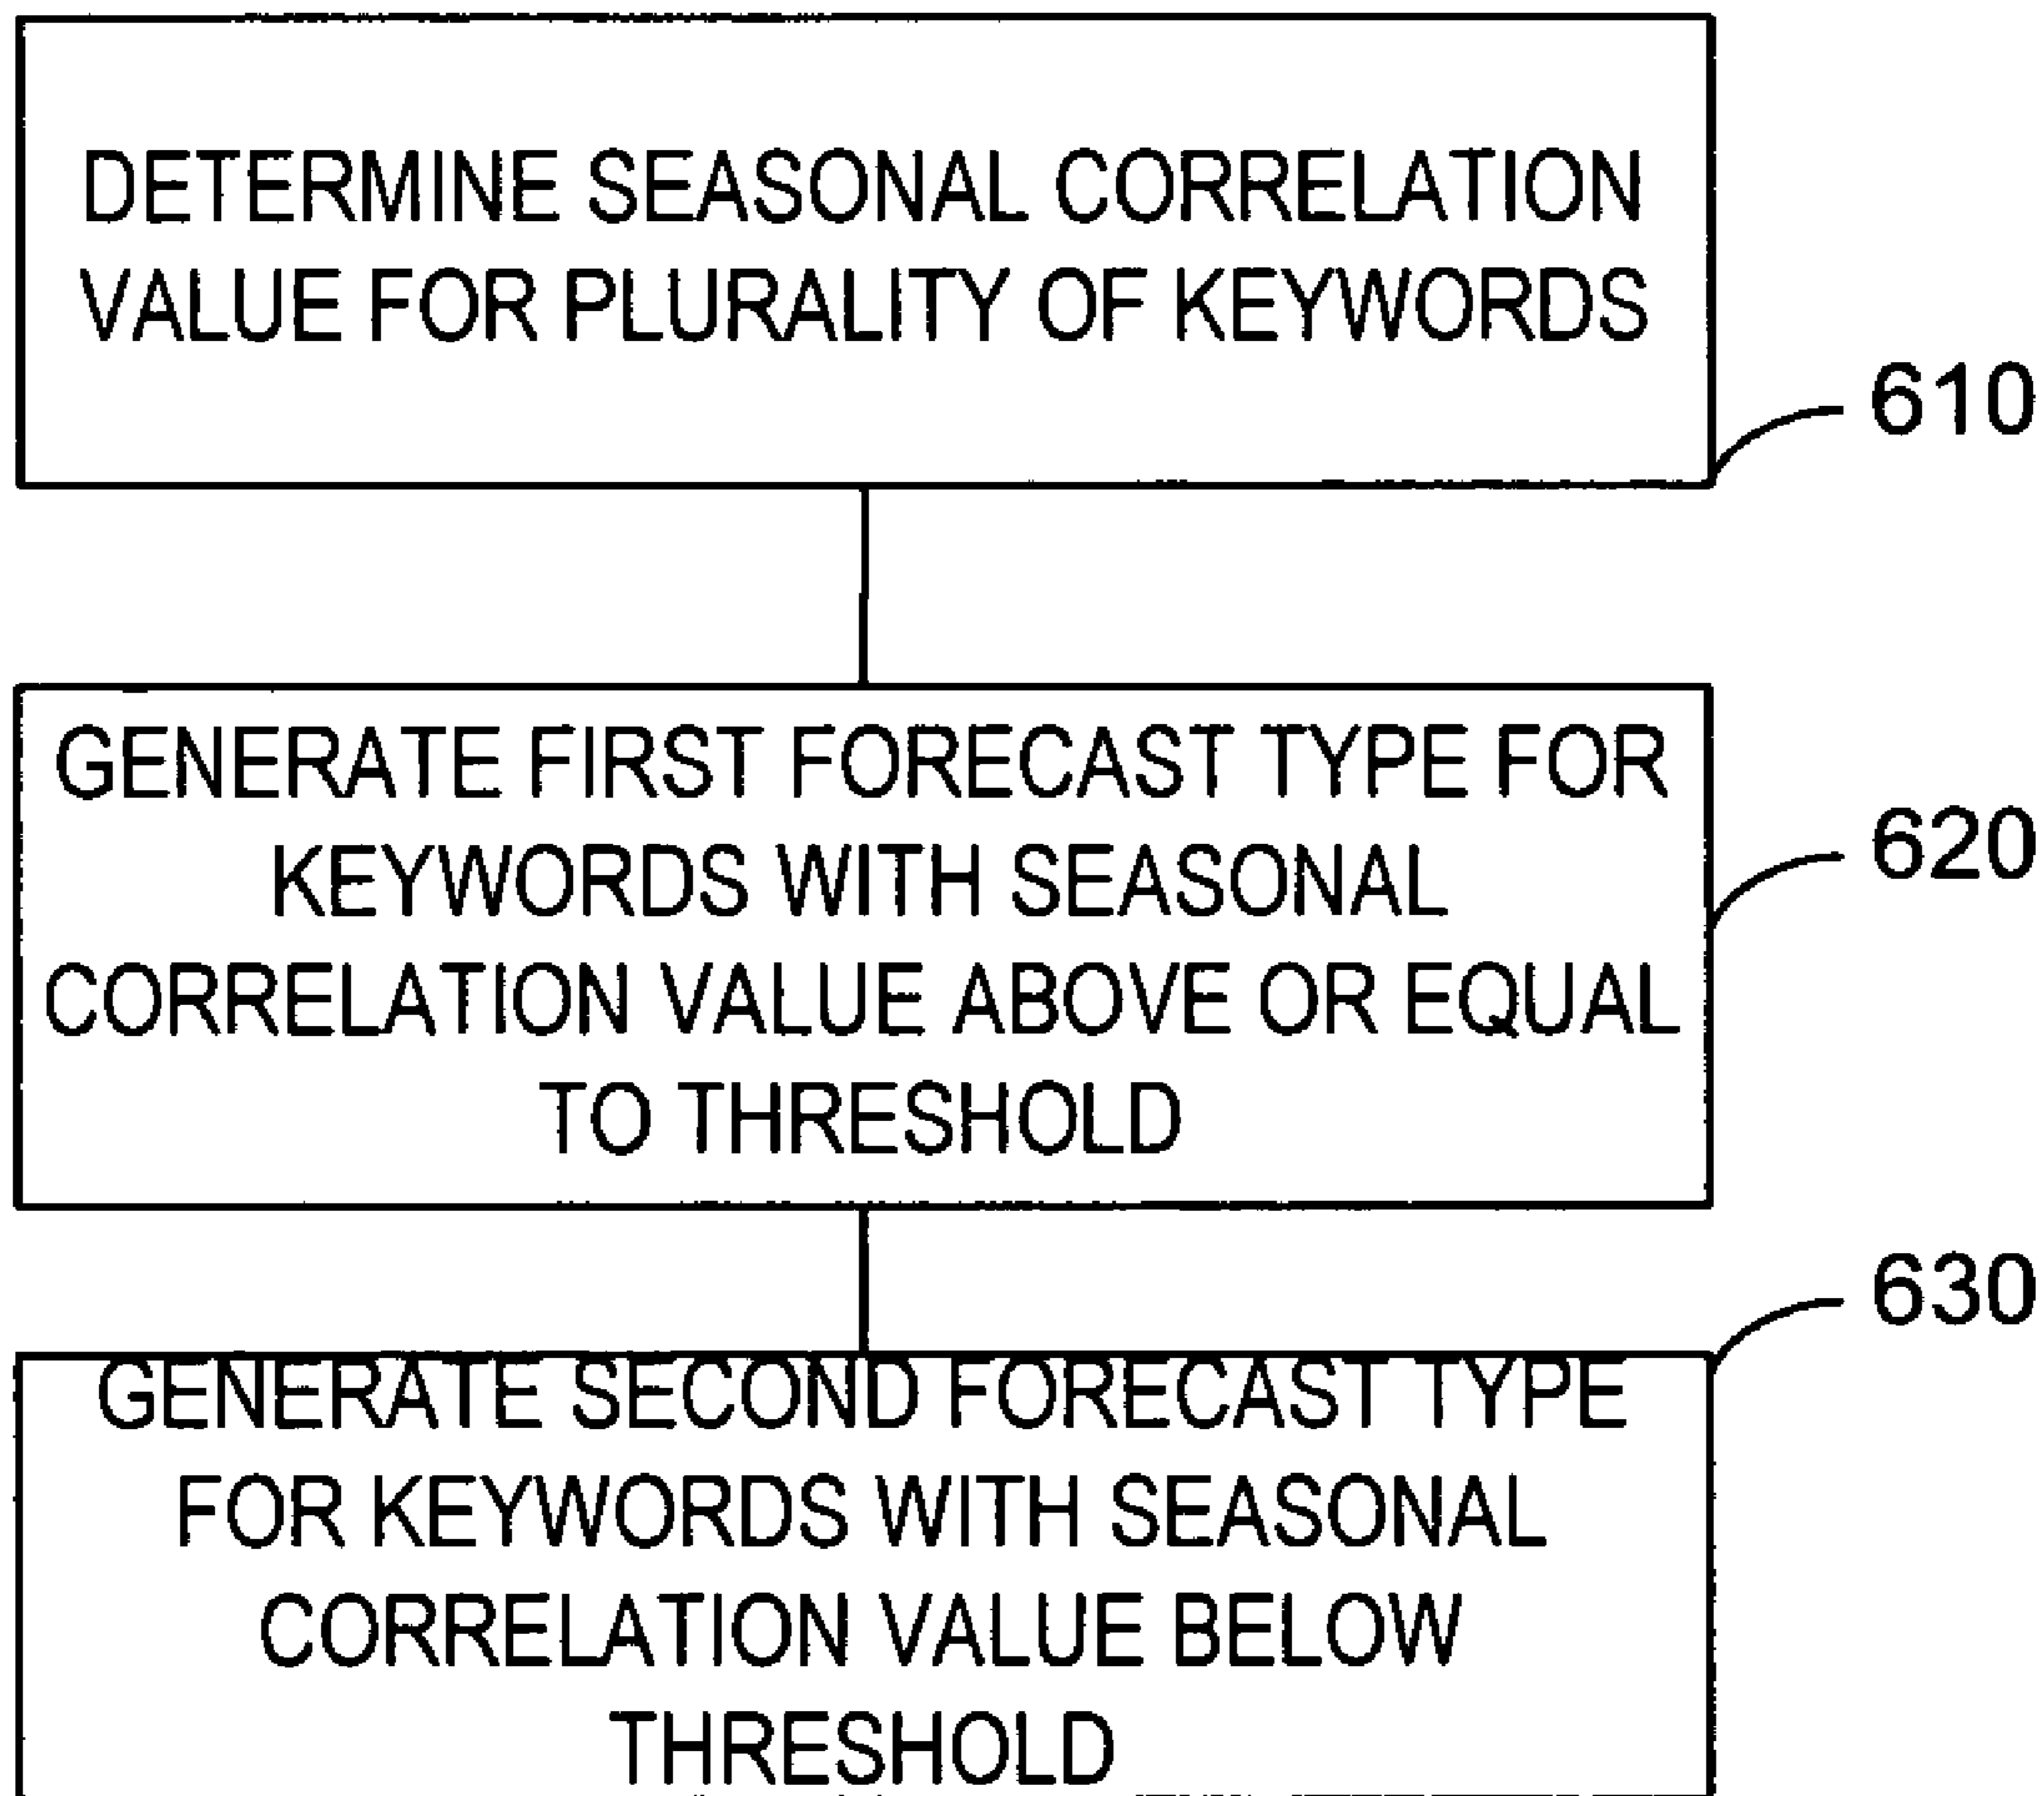 DETERMINE SEASONAL CORRELATION
VALUE FOR PLURALITY OF KEYWORDS
610
GENERATE FIRST FORECAST TYPE FOR
KEYWORDS WITH SEASONAL
CORRELATION VALUE ABOVE OR EQUAL
TO THRESHOLD
620
GENERATE SECOND FORECAST TYPE
FOR KEYWORDS WITH SEASONAL
CORRELATION VALUE BELOW
THRESHOLD
630